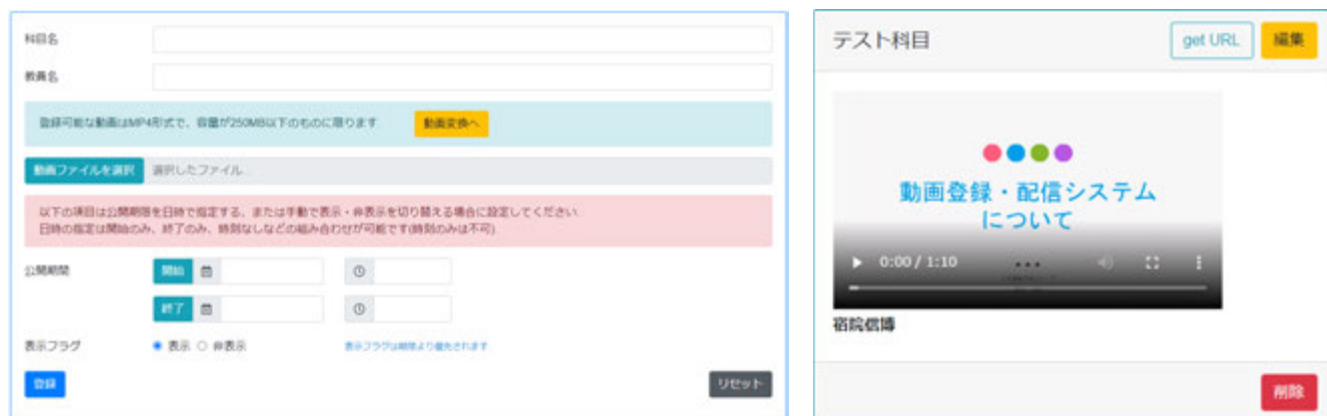 科目名
教員名
登録可能な動画はMP4形式で、容量が250MB以下のものに限ります 動画変換へ
動画ファイルを選択 選択したファイル...
以下の項目は公開期限を日時で指定する、または手動で表示・非表示を切り替える場合に設定してください
日時の指定は開始のみ、終了のみ、時刻なしなどの組み合わせが可能です(時刻のみは不可)
公開期間 開始
終了
表示フラグ 表示 非表示 表示フラグは期限より優先されます
登録 リセット
テスト科目 get URL 編集
動画登録・配信システム
について
0:00 / 1:10
宿院信博
削除